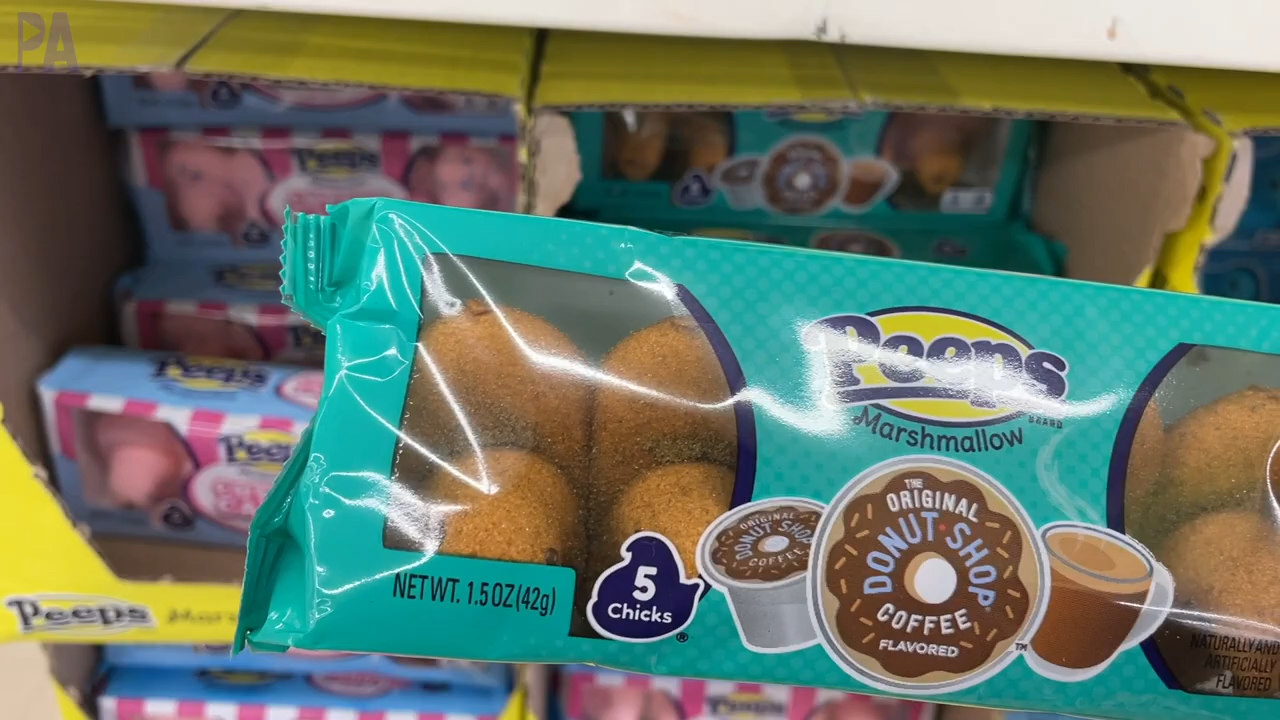 PA
Peeps
Marshmallow
BRAND
THE
ORIGINAL
DONUT SHOP
COFFEE
FLAVORED
TM
ORIGINAL
DONUT SHOP
COFFEE
5
Chicks
®
NET WT. 1.5 OZ (42g)
NATURALLY AND
ARTIFICIALLY
FLAVORED
Peeps
Peeps
Peeps
Peeps